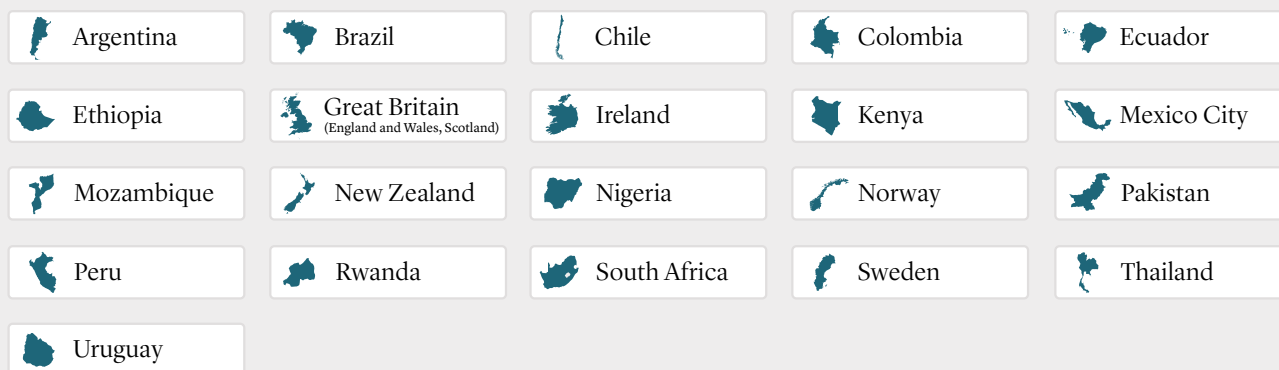 Argentina
Brazil
Chile
Colombia
Ecuador
Ethiopia
Great Britain
(England and Wales, Scotland)
Ireland
Kenya
Mexico City
Mozambique
New Zealand
Nigeria
Norway
Pakistan
Peru
Rwanda
South Africa
Sweden
Thailand
Uruguay